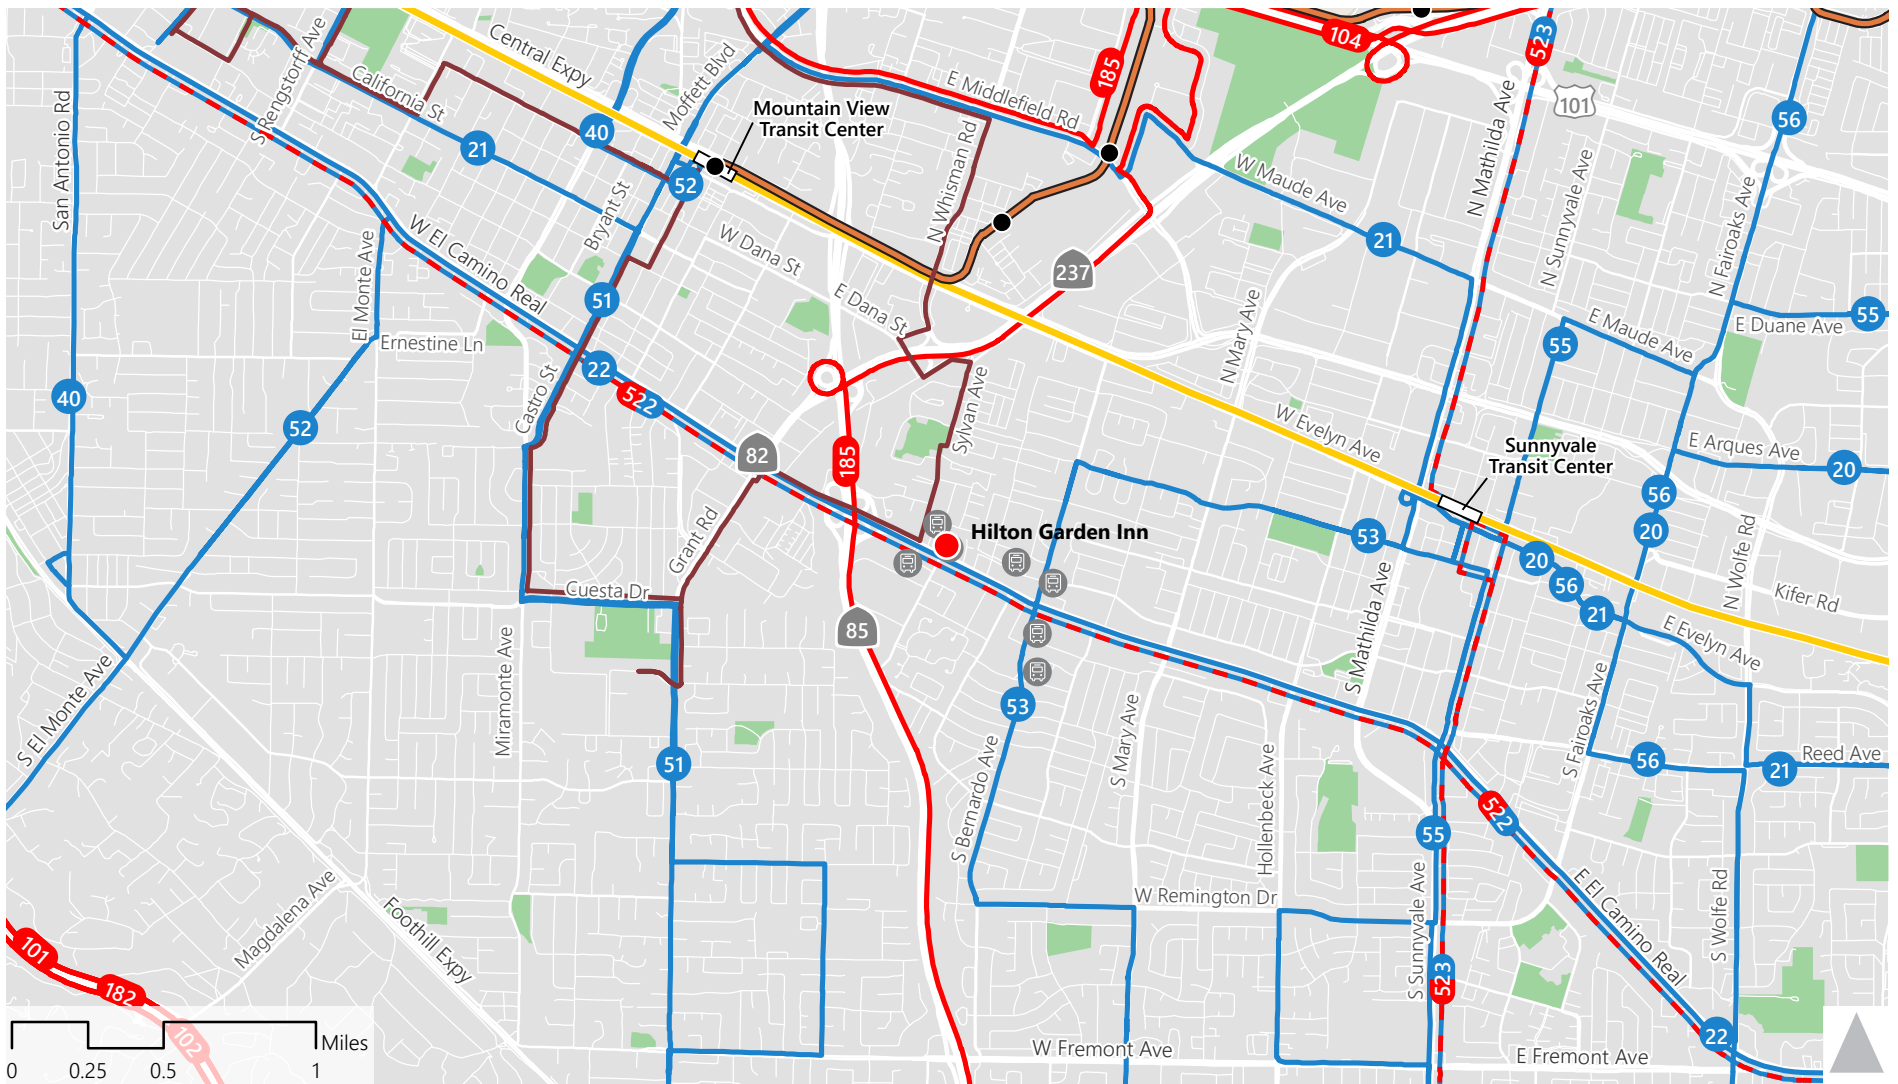 San Antonio Rd
S Rengstorff Ave
California St
21
Central Expy
40
Moffett Blvd
Mountain View
Transit Center
52
E Middlefield Rd
185
104
523
101
56
N Mathilda Ave
N Sunnyvale Ave
N Fairoaks Ave
W Maude Ave
21
N Whisman Rd
Bryant St
W Dana St
W El Camino Real
El Monte Ave
Ernestine Ln
51
E Dana St
237
N Mary Ave
55
E Maude Ave
E Duane Ave
55
40
52
Castro St
22
522
82
185
Sylvan Ave
W Evelyn Ave
Sunnyvale
Transit Center
E Arques Ave
20
56
20
Hilton Garden Inn
53
20
56
21
N Wolfe Rd
Kifer Rd
E Evelyn Ave
Grant Rd
Cuesta Dr
85
S Mathilda Ave
Miramonte Ave
S El Monte Ave
53
S Mary Ave
S Bernardo Ave
Hollenbeck Ave
S Fairoaks Ave
56
21
Reed Ave
51
522
55
W Remington Dr
S Sunnyvale Ave
523
E El Camino Real
S Wolfe Rd
Magdalena Ave
Foothill Expy
101
182
102
22
W Fremont Ave
E Fremont Ave
Miles
0 0.25 0.5 1